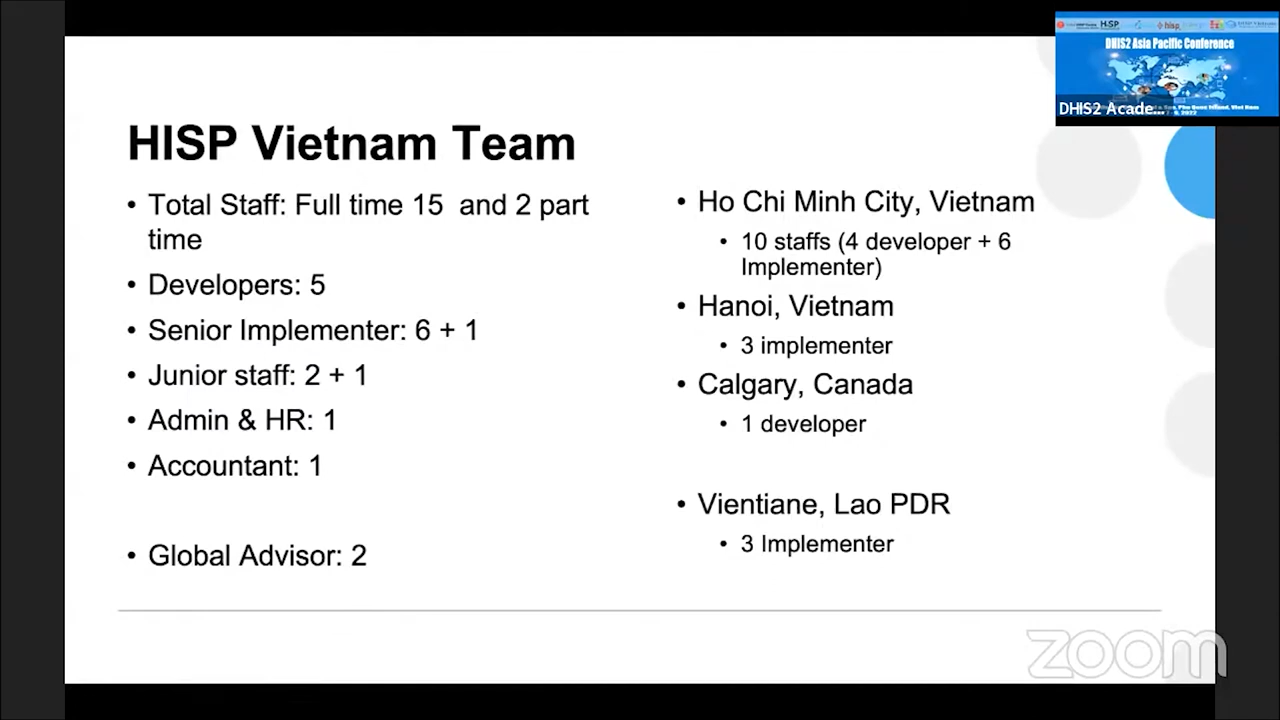 HISP Vietnam Team
• Total Staff: Full time 15 and 2 part
time
• Developers: 5
• Senior Implementer: 6 + 1
• Junior staff: 2 + 1
• Admin & HR: 1
• Accountant: 1
• Global Advisor: 2
• Ho Chi Minh City, Vietnam
• 10 staffs (4 developer + 6
Implementer)
• Hanoi, Vietnam
• 3 implementer
• Calgary, Canada
• 1 developer
• Vientiane, Lao PDR
• 3 Implementer
DHIS2 Asia Pacific Conference
DHIS2 Acade
zoom